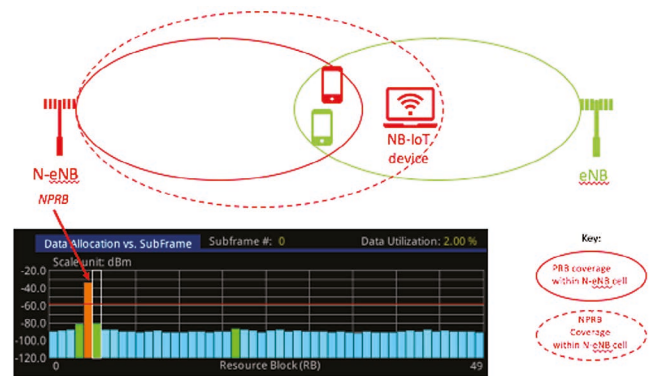 NB-IoT
device
N-eNB
eNB
NPRB
Data Allocation vs. SubFrame Subframe #: 0 Data Utilization: 2.00 %
Scale unit: dBm
-20.0
-40.0
-60.0
-80.0
-100.0
-120.0
0 Resource Block (RB) 49
Key:
PRB coverage
within N-eNB cell
NPRB
Coverage
within N-eNB cell